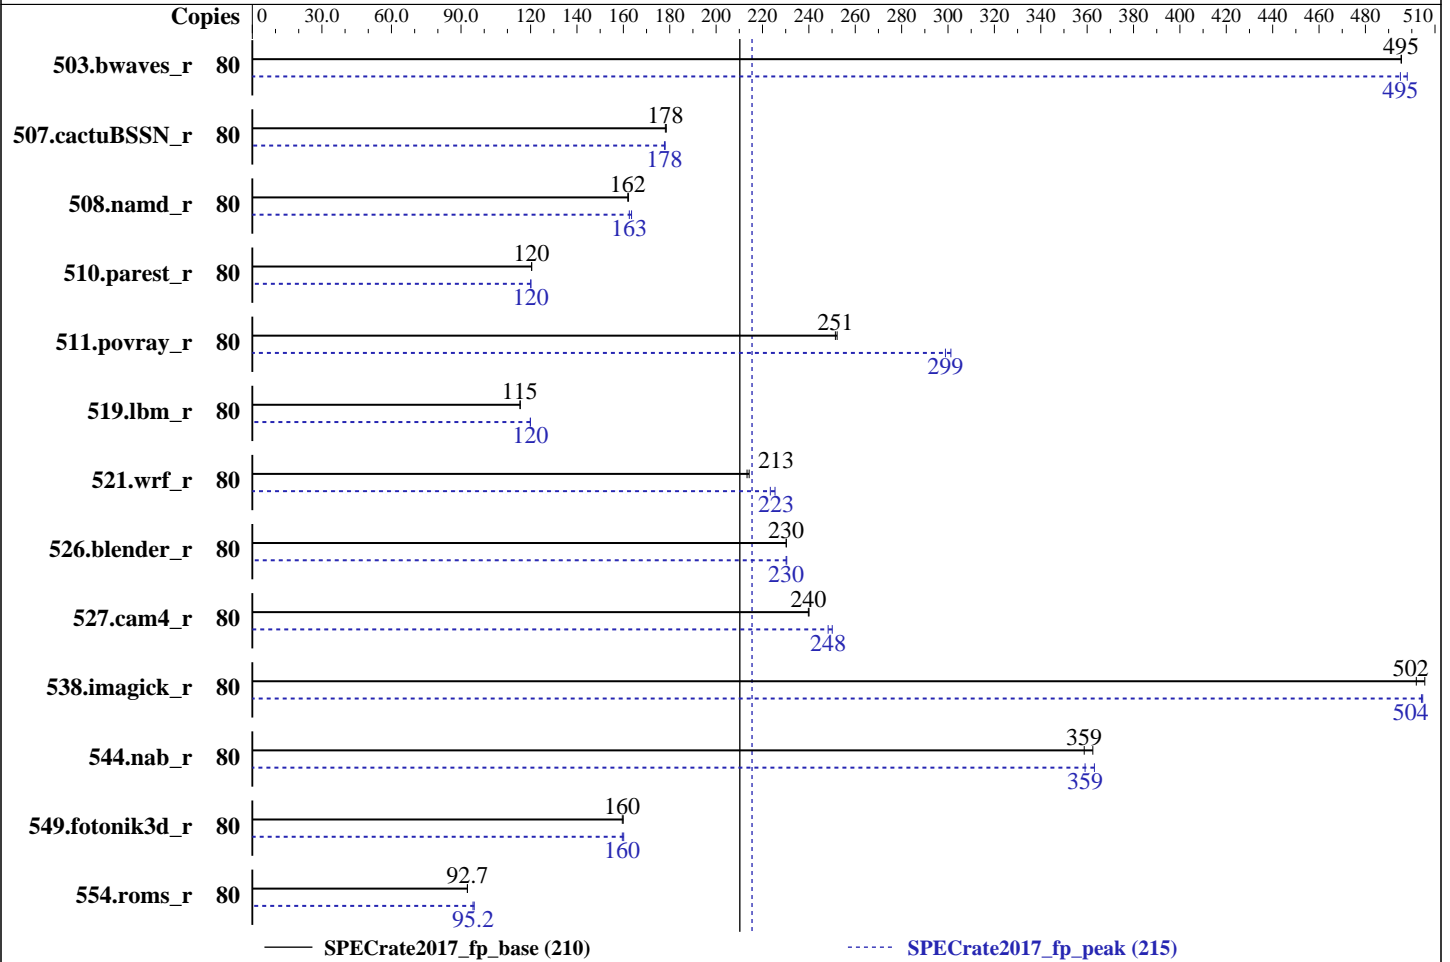 Copies 0 30.0 60.0 90.0 120 140 160 180 200 220 240 260 280 300 320 340 360 380 400 420 440 460 480 510
503.bwaves_r 80 495
495
507.cactuBSSN_r 80 178
178
508.namd_r 80 162
163
510.parest_r 80 120
120
511.povray_r 80 251
299
519.lbm_r 80 115
120
521.wrf_r 80 213
223
526.blender_r 80 230
230
527.cam4_r 80 240
248
538.imagick_r 80 502
504
544.nab_r 80 359
359
549.fotonik3d_r 80 160
160
554.roms_r 80 92.7
95.2
SPECrate2017_fp_base (210) SPECrate2017_fp_peak (215)